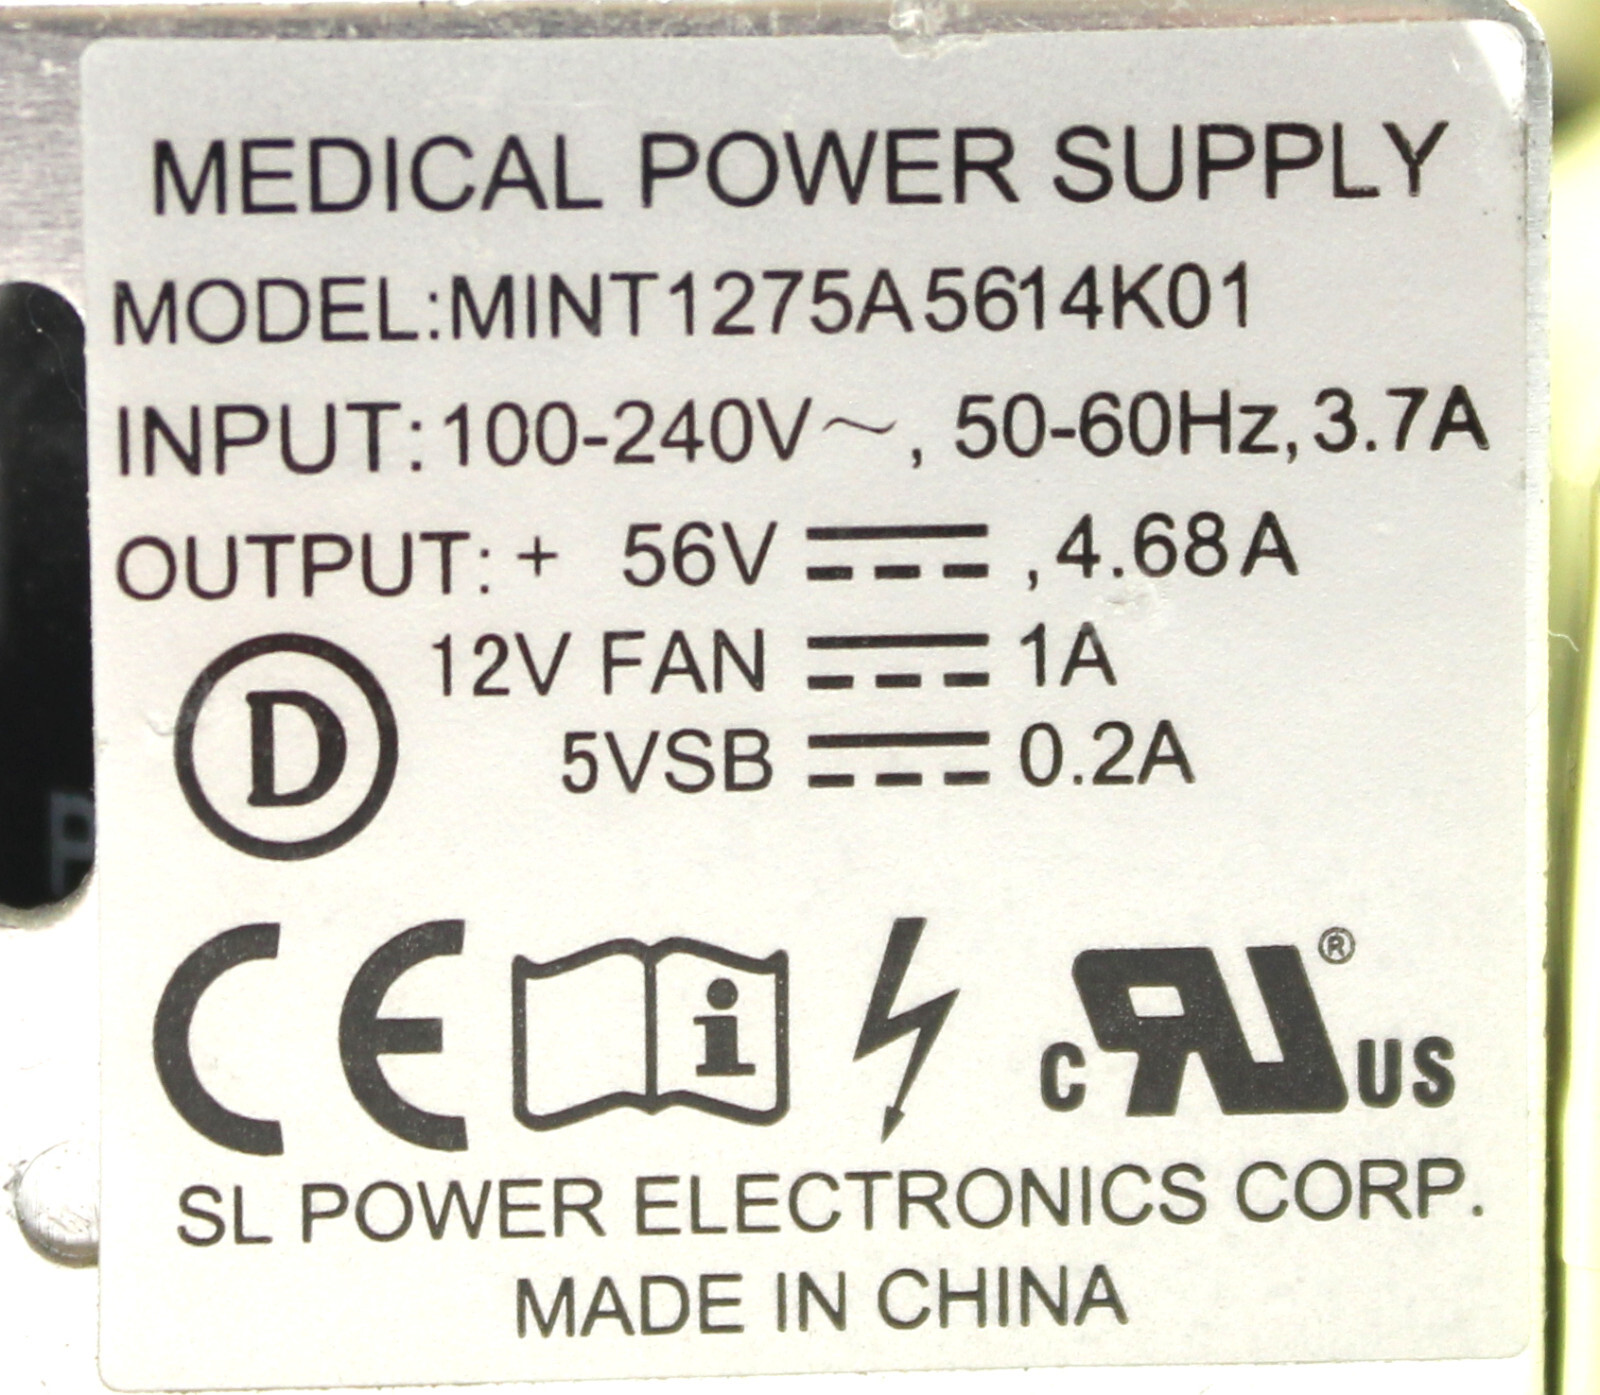 MEDICAL POWER SUPPLY
MODEL:MINT1275A5614K01
INPUT:100-240V~, 50-60Hz,3.7A
OUTPUT: + 56V ⎓ ,4.68A
12V FAN ⎓ 1A
D
5VSB ⎓ 0.2A
CE i c RU ® US
SL POWER ELECTRONICS CORP.
MADE IN CHINA